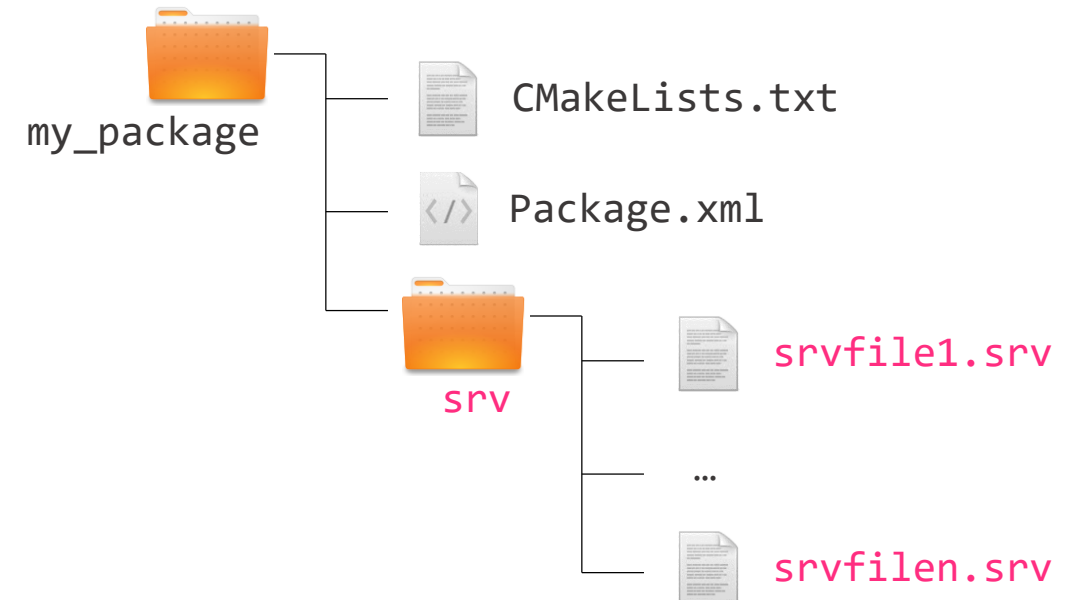 my_package
CMakeLists.txt
Package.xml
srv
srvfile1.srv
…
srvfilen.srv